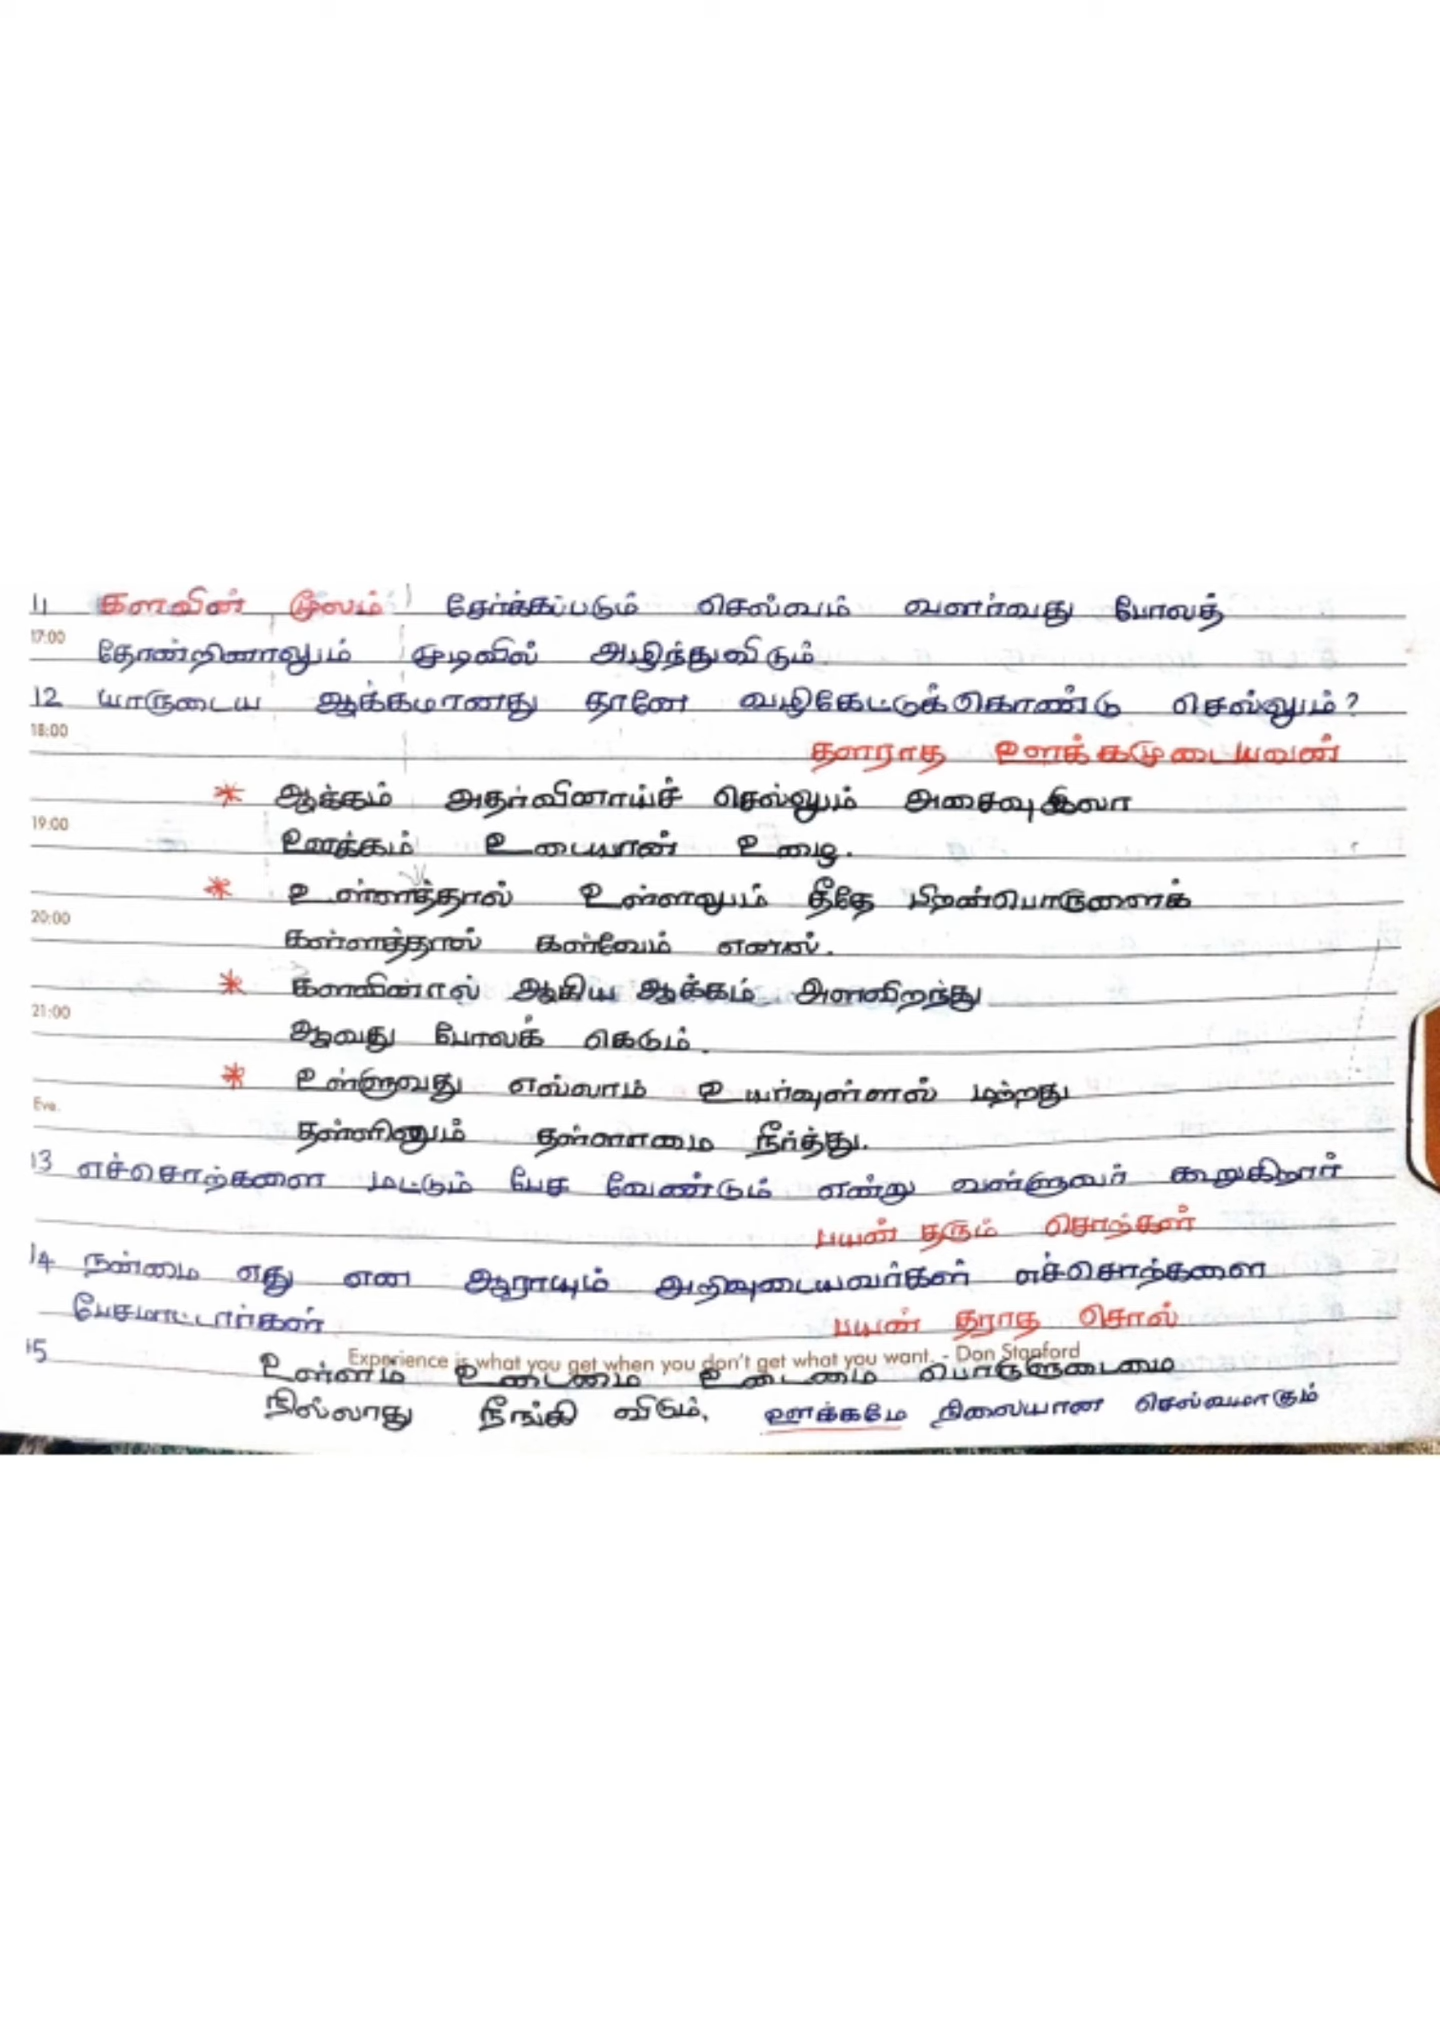 11 களவின் மூலம் சேர்க்கப்படும் செல்வம் வளர்வது போலத்
17:00
தோன்றினாலும் முடிவில் அழிந்துவிடும்.
12 யாருடைய ஆக்கமானது தானே வழிகேட்டுக்கொண்டு செல்லும்?
18:00
தளராத ஊக்கமுடையவன்
* ஆக்கம் அதர்வினாய்ச் செல்லும் அசைவுஇலா
19:00
ஊக்கம் உடையான் உழை.
* உள்ளத்தால் உள்ளலும் தீதே பிறன்பொருளைக்
20:00
கள்ளத்தால் கள்வேம் எனல்.
* களவினால் ஆகிய ஆக்கம் அளவிறந்து
21:00
ஆவது போலக் கெடும்.
* உள்ளுவது எல்லாம் உயர்வுள்ளல் மற்றது
Eve.
தள்ளினும் தள்ளாமை நீர்த்து.
13 எச்சொற்களை மட்டும் பேச வேண்டும் என்று வள்ளுவர் கூறுகிறார்
பயன் தரும் சொற்கள்
14 நன்மை எது என ஆராயும் அறிவுடையவர்கள் எச்சொற்களை
பேசமாட்டார்கள் பயன் தராத சொல்
15
Experience is what you get when you don't get what you want. - Don Stanford
உள்ளம் உடைமை உடைமை பொருளுடைமை
நில்லாது நீங்கி விடும். ஊக்கமே நிலையான செல்வமாகும்